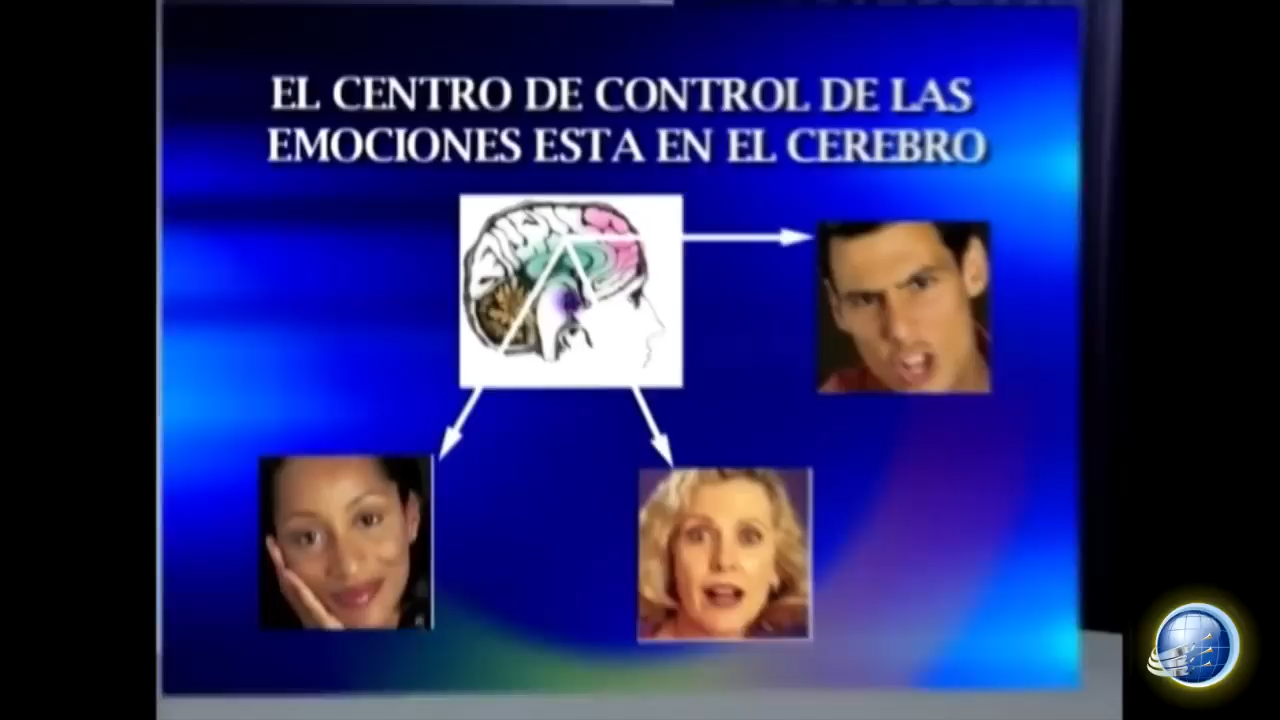 EL CENTRO DE CONTROL DE LAS
EMOCIONES ESTA EN EL CEREBRO